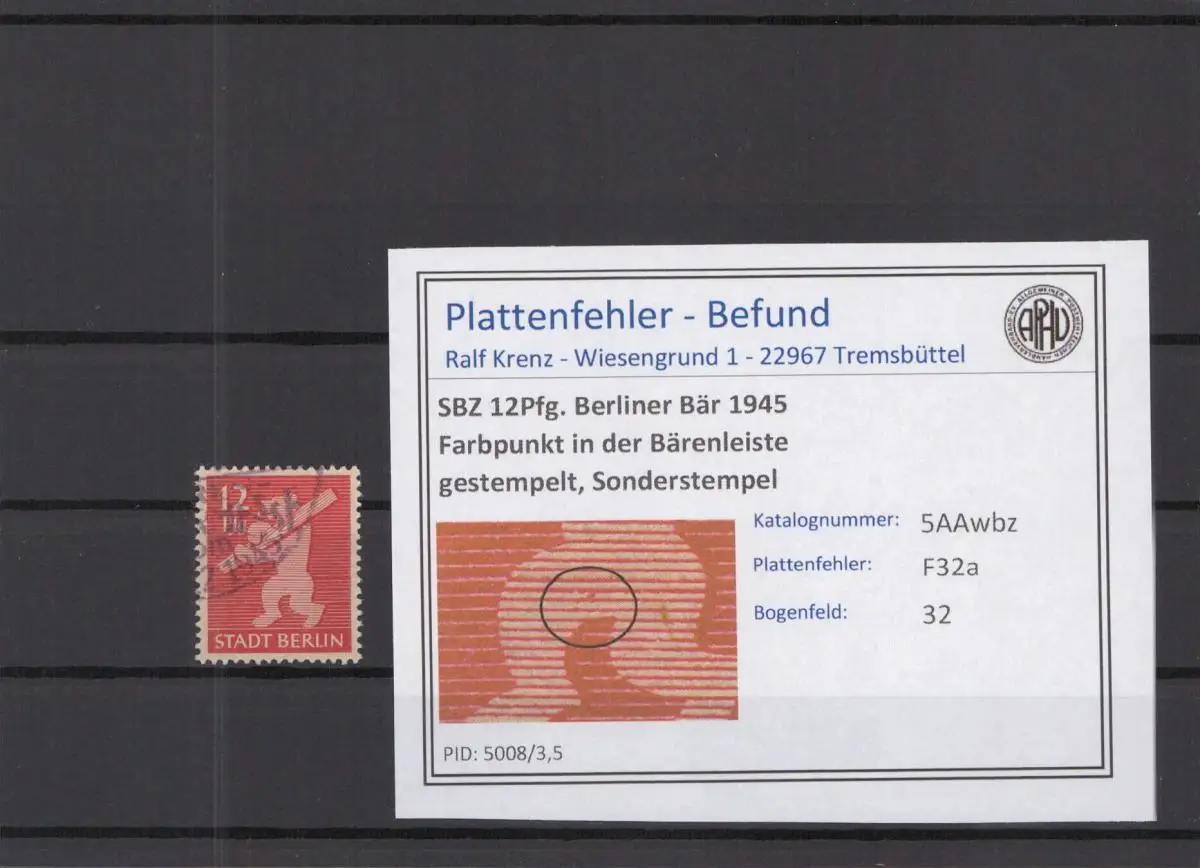 12
STADT BERLIN
Plattenfehler - Befund
Ralf Krenz - Wiesengrund 1 - 22967 Tremsbüttel
APHV
SBZ 12Pfg. Berliner Bär 1945
Farbpunkt in der Bärenleiste
gestempelt, Sonderstempel
Katalognummer: 5AAwbz
Plattenfehler: F32a
Bogenfeld: 32
PID: 5008/3,5